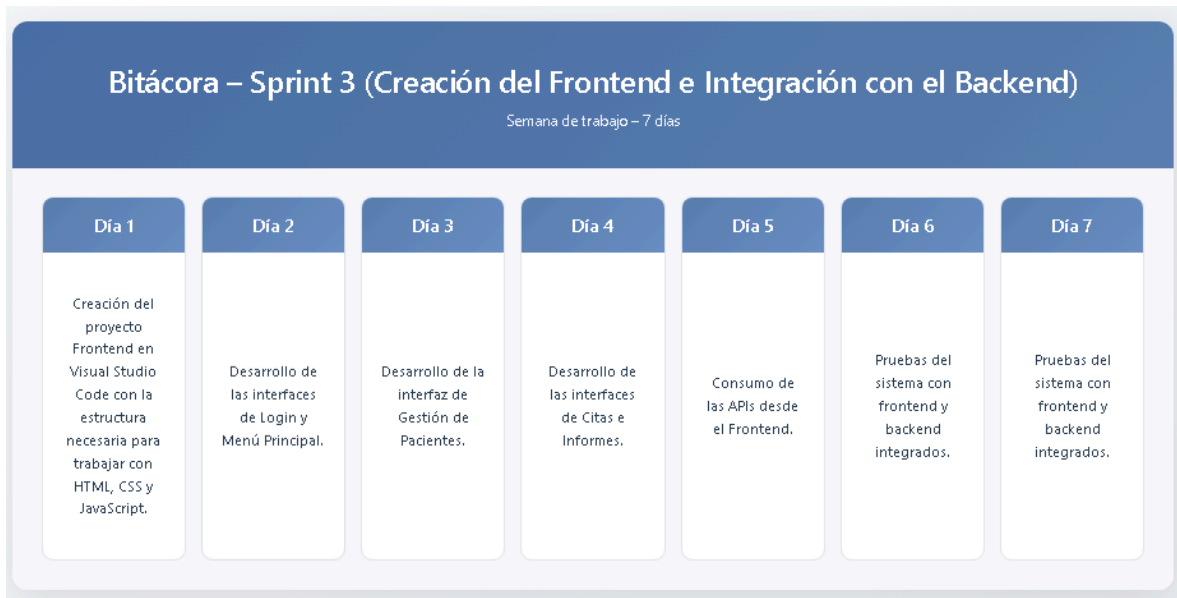 Bitácora – Sprint 3 (Creación del Frontend e Integración con el Backend)
Semana de trabajo – 7 días
Día 1
Creación del
proyecto
Frontend en
Visual Studio
Code con la
estructura
necesaria para
trabajar con
HTML, CSS y
JavaScript.
Día 2
Desarrollo de
las interfaces
de Login y
Menú Principal.
Día 3
Desarrollo de la
interfaz de
Gestión de
Pacientes.
Día 4
Desarrollo de
las interfaces
de Citas e
Informes.
Día 5
Consumo de
las APIs desde
el Frontend.
Día 6
Pruebas del
sistema con
frontend y
backend
integrados.
Día 7
Pruebas del
sistema con
frontend y
backend
integrados.